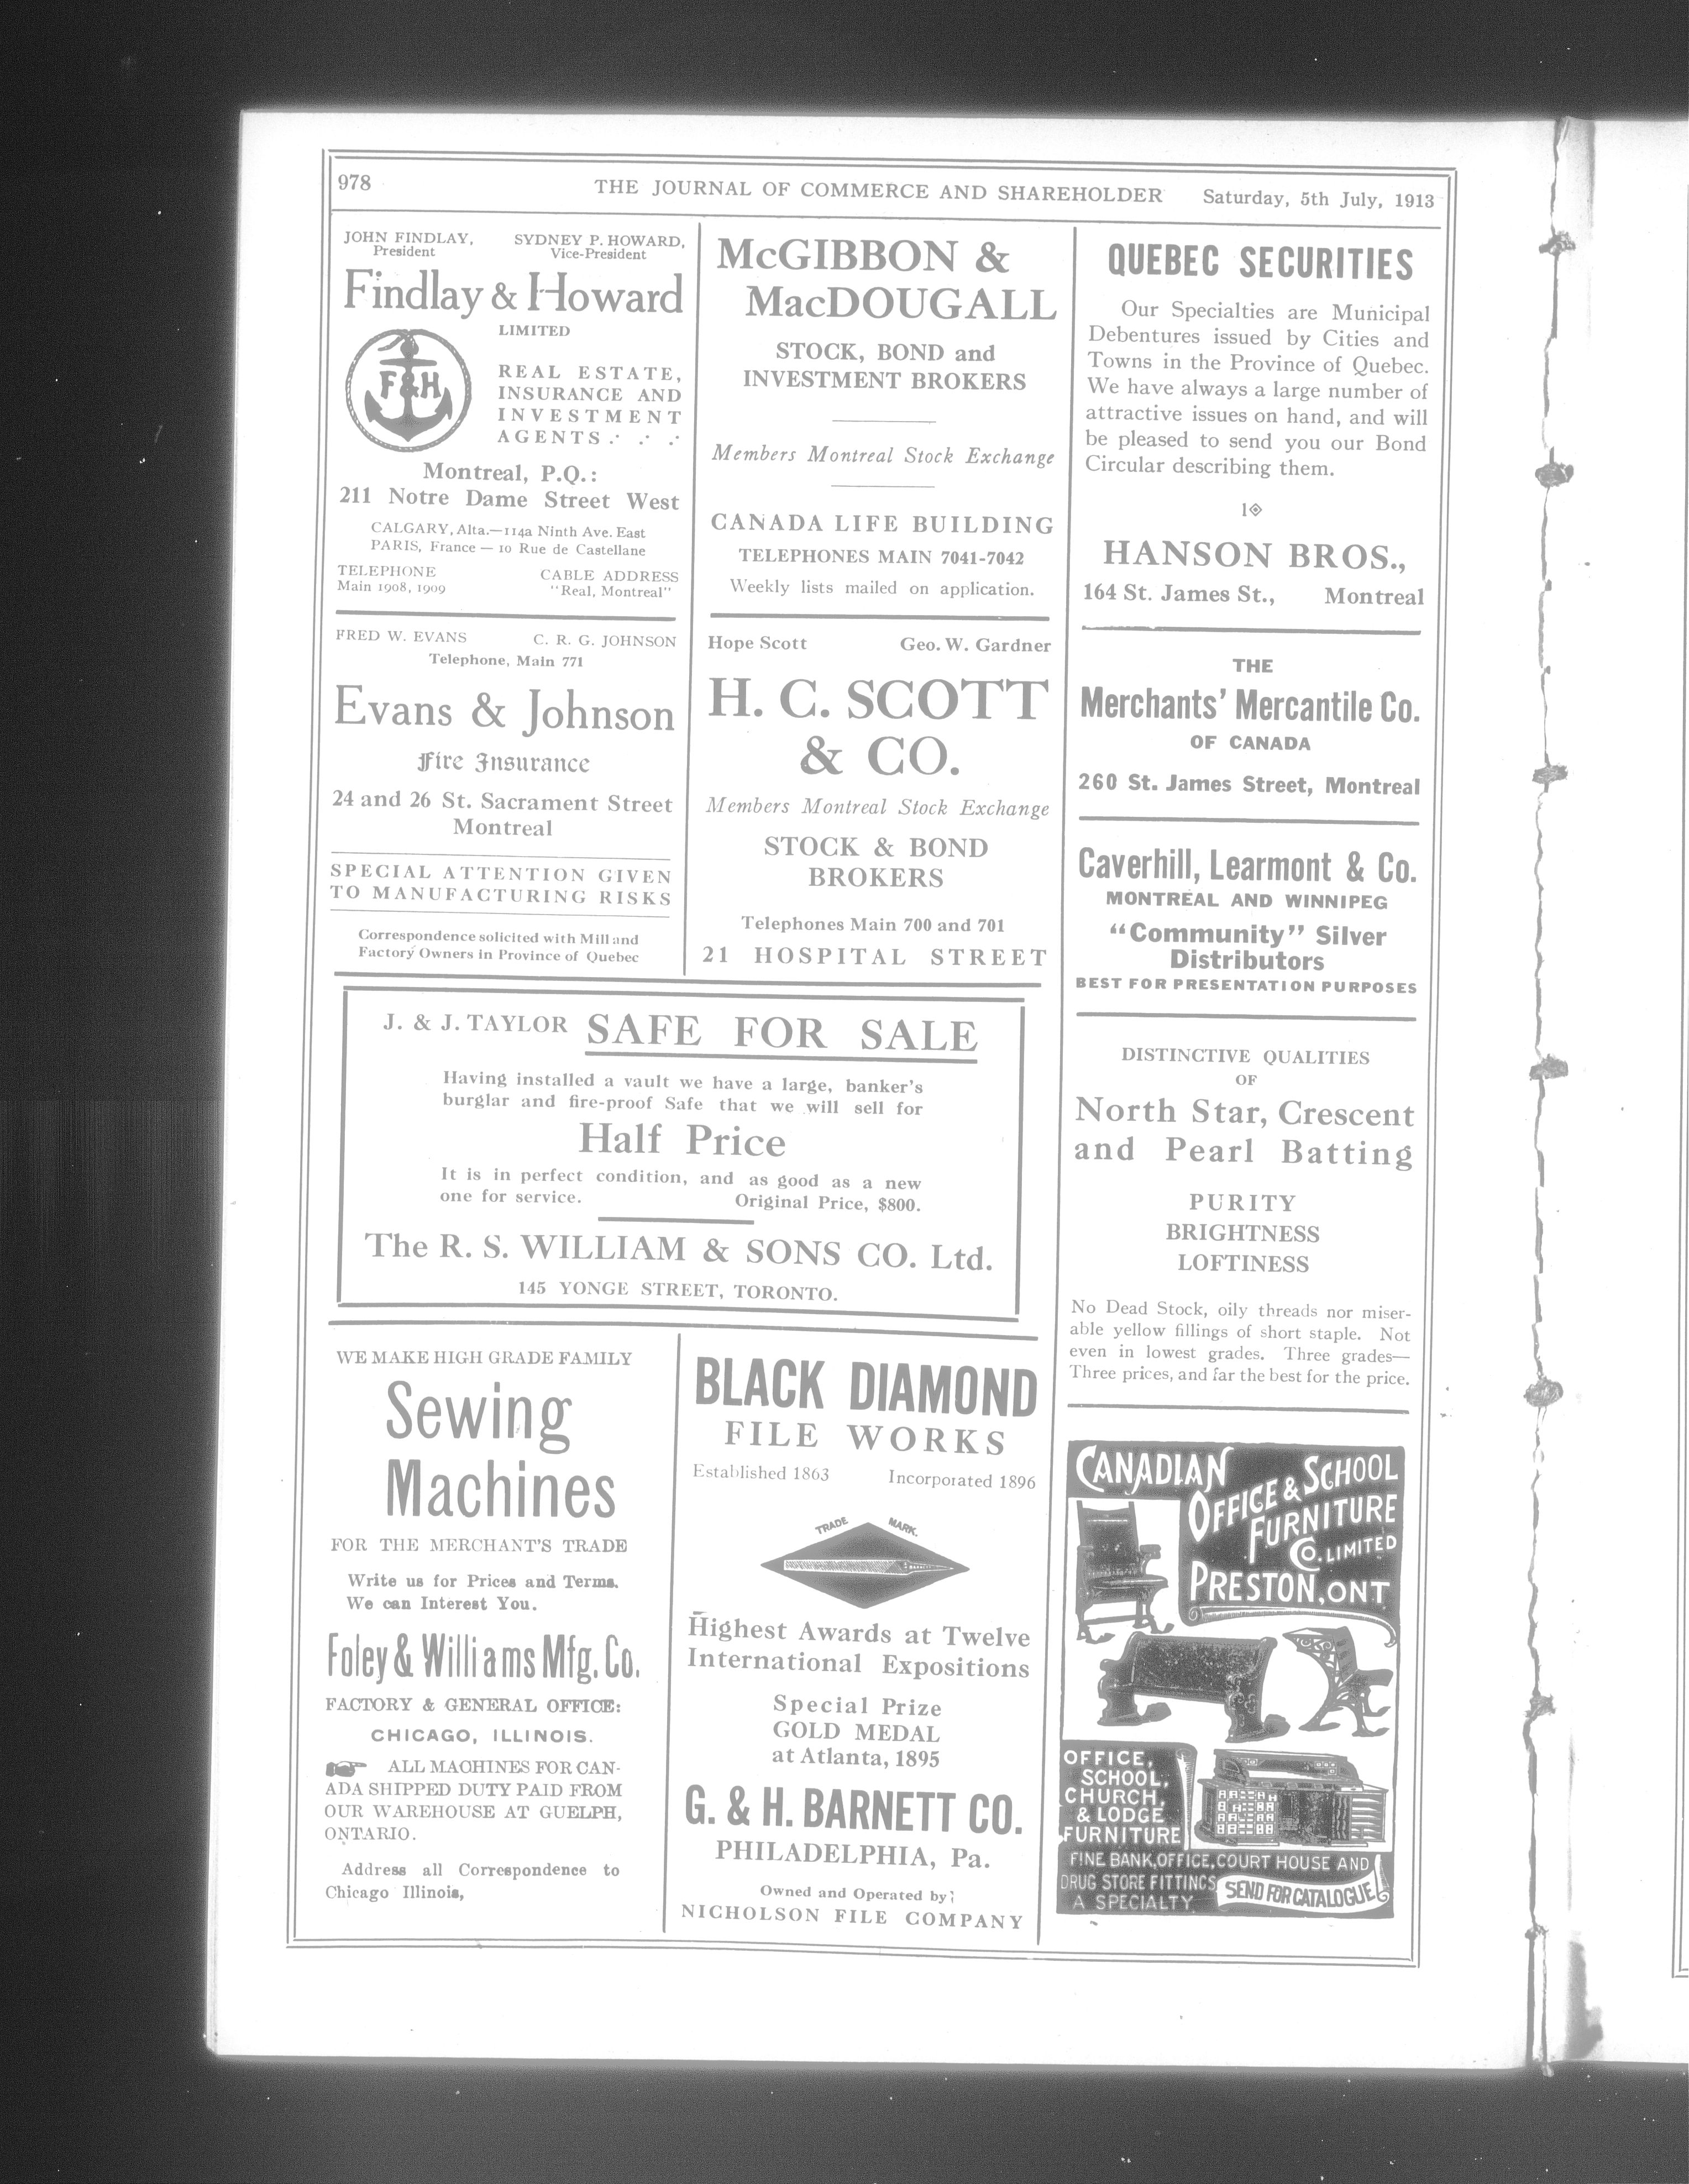 978
THE JOURNAL OF COMMERCE AND SHAREHOLDER
Saturday, 5th July, 1913
JOHN FINDLAY, SYDNEY P. HOWARD,
President Vice-President
Findlay & Howard
LIMITED
F&H
REAL ESTATE,
INSURANCE AND
INVESTMENT
AGENTS
Montreal, P.Q.:
211 Notre Dame Street West
CALGARY, Alta.—114a Ninth Ave. East
PARIS, France — 10 Rue de Castellane
TELEPHONE CABLE ADDRESS
Main 1908, 1909 "Real, Montreal"
FRED W. EVANS C. R. G. JOHNSON
Telephone, Main 771
Evans & Johnson
Fire Insurance
24 and 26 St. Sacrament Street
Montreal
SPECIAL ATTENTION GIVEN
TO MANUFACTURING RISKS
Correspondence solicited with Mill and
Factory Owners in Province of Quebec
McGIBBON &
MacDOUGALL
STOCK, BOND and
INVESTMENT BROKERS
Members Montreal Stock Exchange
CANADA LIFE BUILDING
TELEPHONES MAIN 7041-7042
Weekly lists mailed on application.
Hope Scott Geo. W. Gardner
H. C. SCOTT
& CO.
Members Montreal Stock Exchange
STOCK & BOND
BROKERS
Telephones Main 700 and 701
21 HOSPITAL STREET
J. & J. TAYLOR SAFE FOR SALE
Having installed a vault we have a large, banker's
burglar and fire-proof Safe that we will sell for
Half Price
It is in perfect condition, and as good as a new
one for service. Original Price, $800.
The R. S. WILLIAM & SONS CO. Ltd.
145 YONGE STREET, TORONTO.
WE MAKE HIGH GRADE FAMILY
Sewing
Machines
FOR THE MERCHANT'S TRADE
Write us for Prices and Terms.
We can Interest You.
Foley & Williams Mfg. Co.
FACTORY & GENERAL OFFICE:
CHICAGO, ILLINOIS.
ALL MACHINES FOR CAN-
ADA SHIPPED DUTY PAID FROM
OUR WAREHOUSE AT GUELPH,
ONTARIO.
Address all Correspondence to
Chicago Illinois,
BLACK DIAMOND
FILE WORKS
Established 1863 Incorporated 1896
TRADE MARK.
Highest Awards at Twelve
International Expositions
Special Prize
GOLD MEDAL
at Atlanta, 1895
G. & H. BARNETT CO.
PHILADELPHIA, Pa.
Owned and Operated by
NICHOLSON FILE COMPANY
QUEBEC SECURITIES
Our Specialties are Municipal
Debentures issued by Cities and
Towns in the Province of Quebec.
We have always a large number of
attractive issues on hand, and will
be pleased to send you our Bond
Circular describing them.
HANSON BROS.,
164 St. James St., Montreal
THE
Merchants' Mercantile Co.
OF CANADA
260 St. James Street, Montreal
Caverhill, Learmont & Co.
MONTREAL AND WINNIPEG
"Community" Silver
Distributors
BEST FOR PRESENTATION PURPOSES
DISTINCTIVE QUALITIES
OF
North Star, Crescent
and Pearl Batting
PURITY
BRIGHTNESS
LOFTINESS
No Dead Stock, oily threads nor miser-
able yellow fillings of short staple. Not
even in lowest grades. Three grades—
Three prices, and far the best for the price.
CANADIAN
OFFICE & SCHOOL
FURNITURE
CO. LIMITED
PRESTON, ONT.
OFFICE,
SCHOOL,
CHURCH,
& LODGE
FURNITURE
FINE BANK, OFFICE, COURT HOUSE AND
DRUG STORE FITTINGS
A SPECIALTY
SEND FOR CATALOGUE